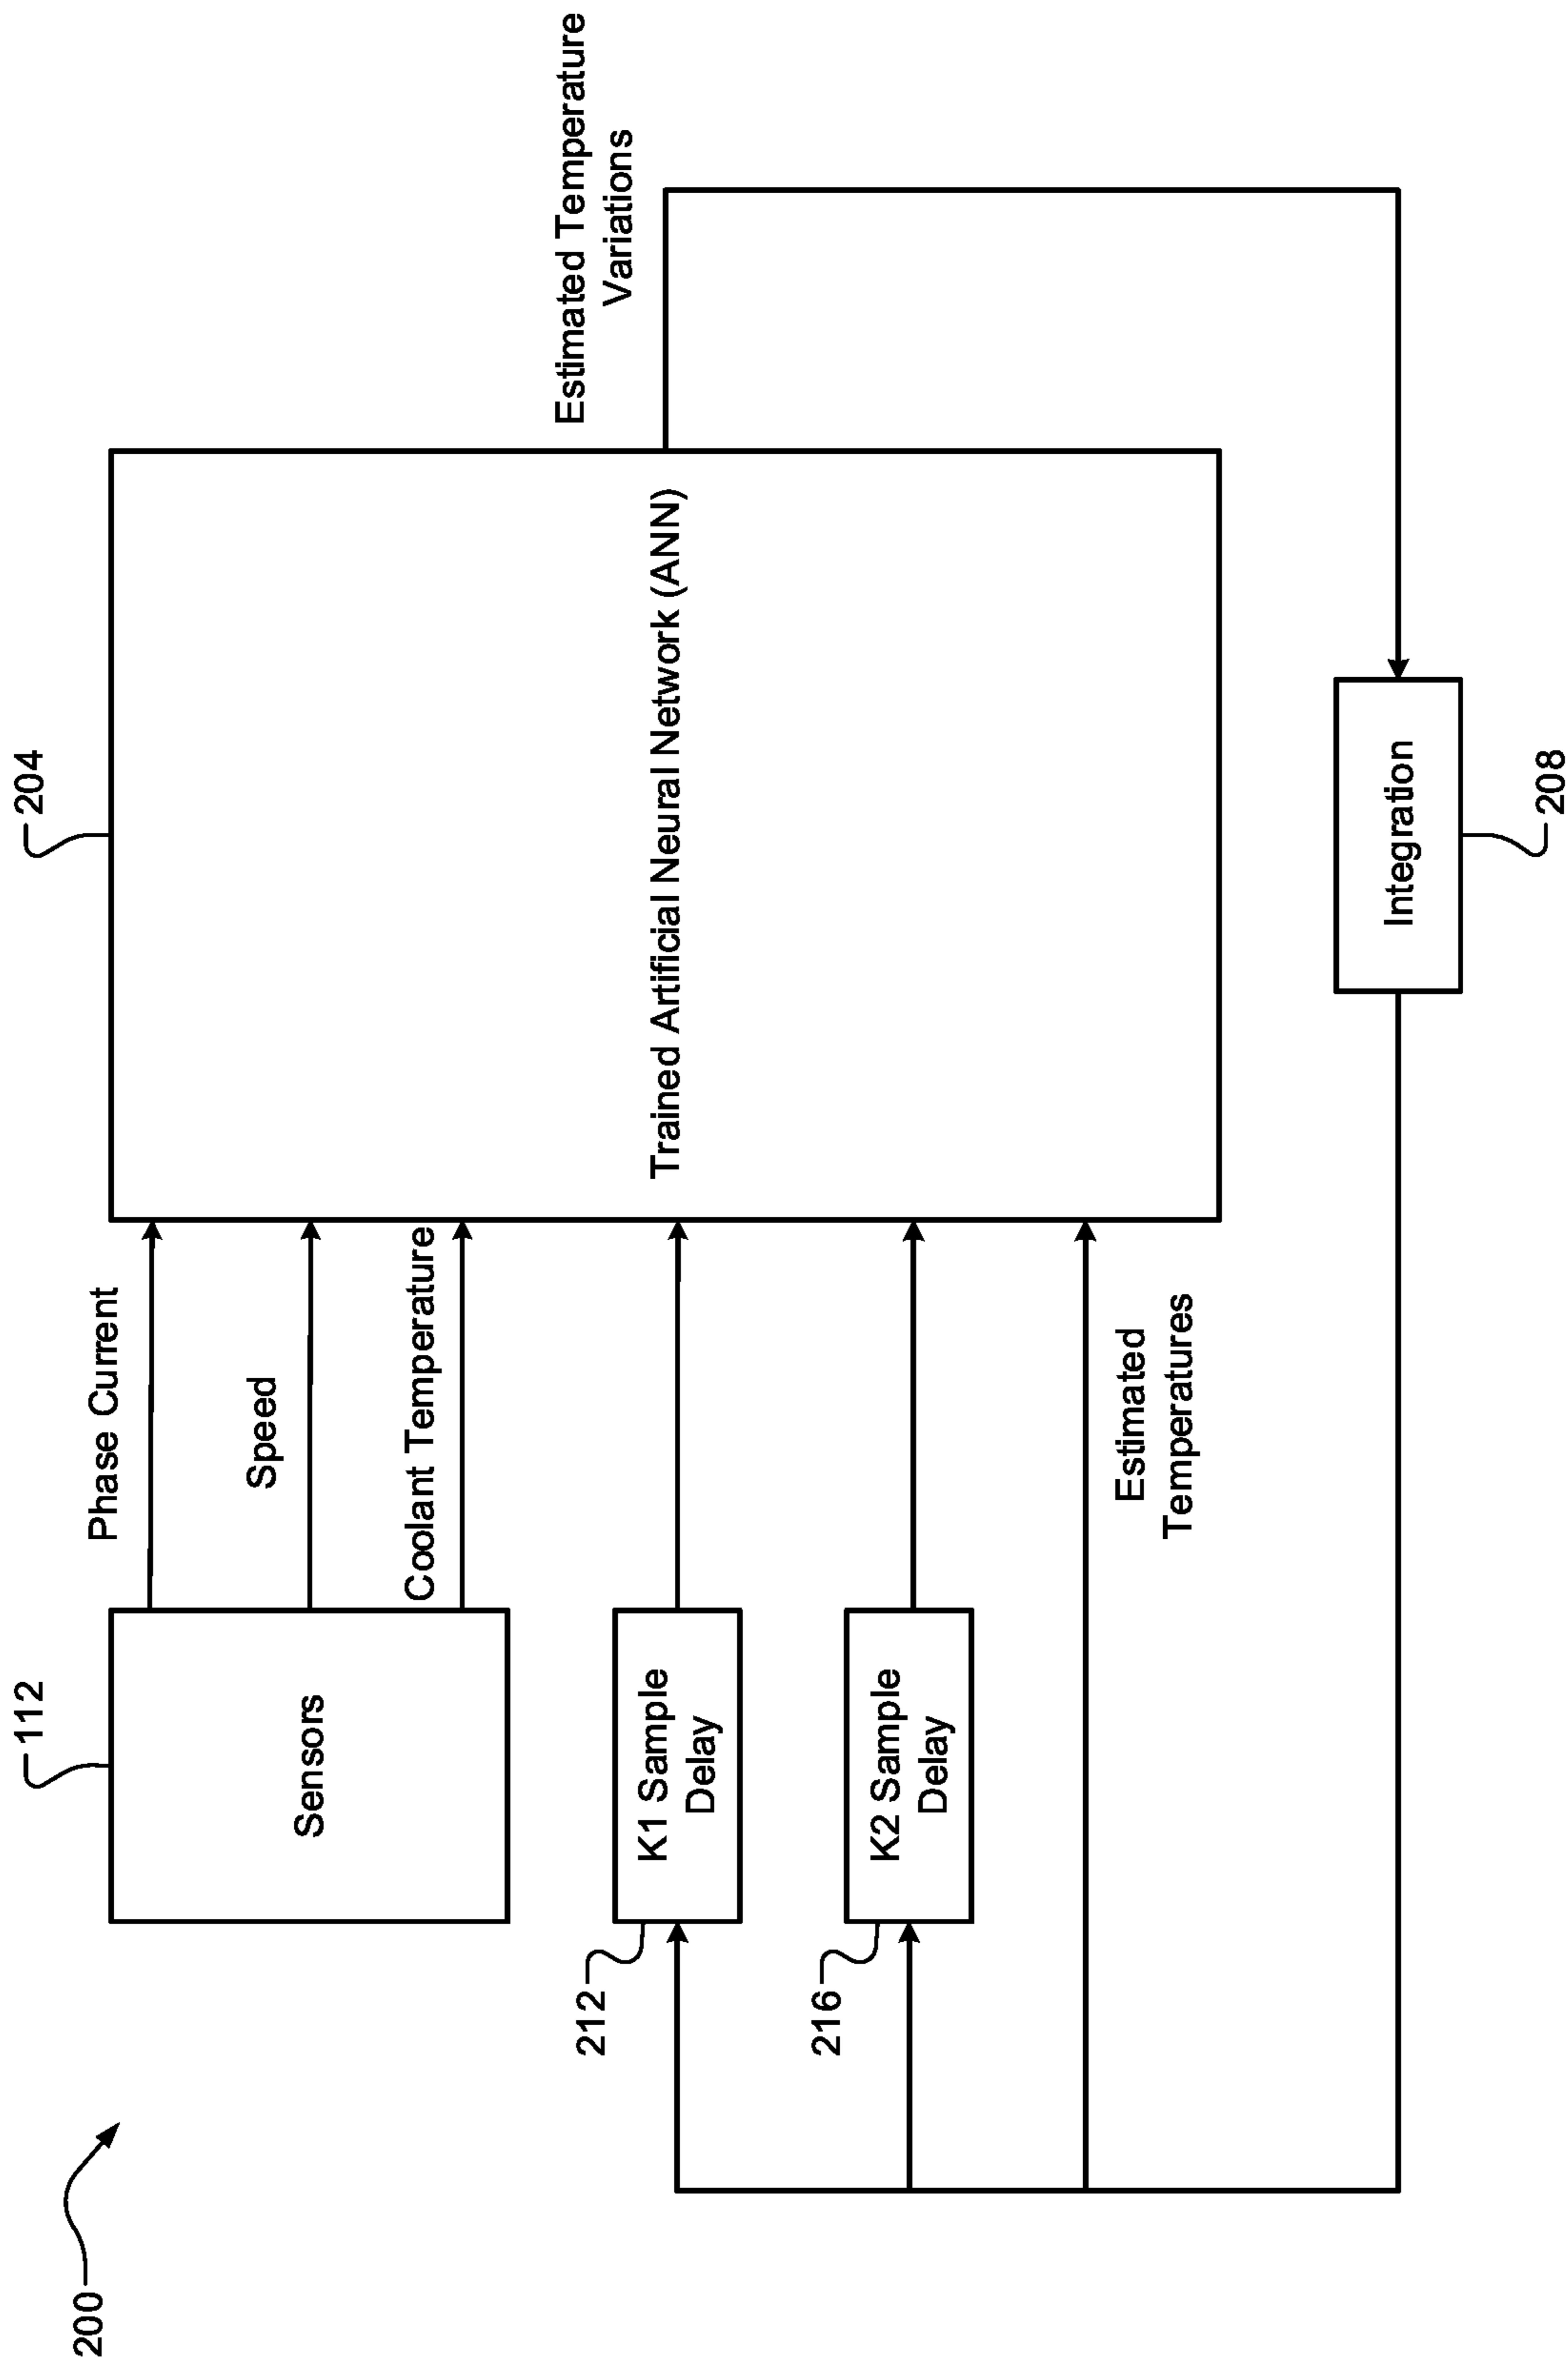 200
112
204
Sensors
Phase Current
Speed
Coolant Temperature
Trained Artificial Neural Network (ANN)
Estimated Temperature
Variations
212
K1 Sample
Delay
216
K2 Sample
Delay
Estimated
Temperatures
Integration
208